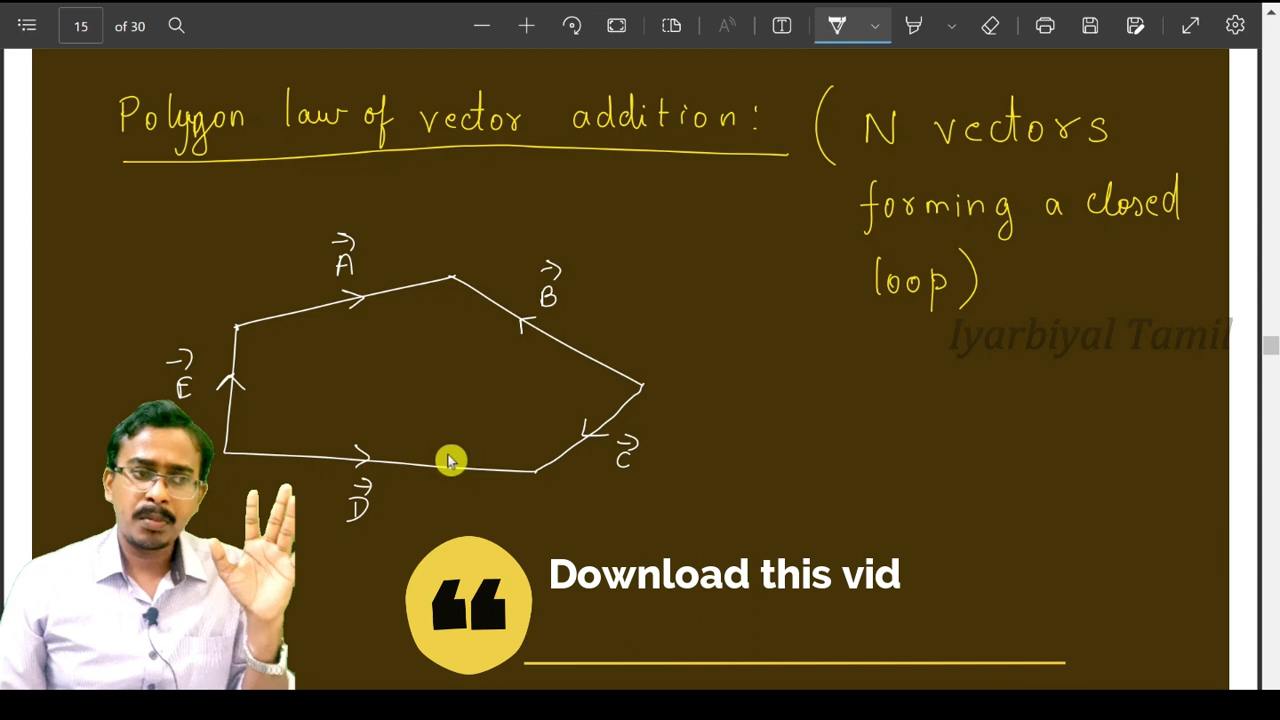 15 of 30
Polygon law of vector addition: ( N vectors
forming a closed
loop)
Iyarbiyal Tamil
A
B
E
C
D
Download this vid